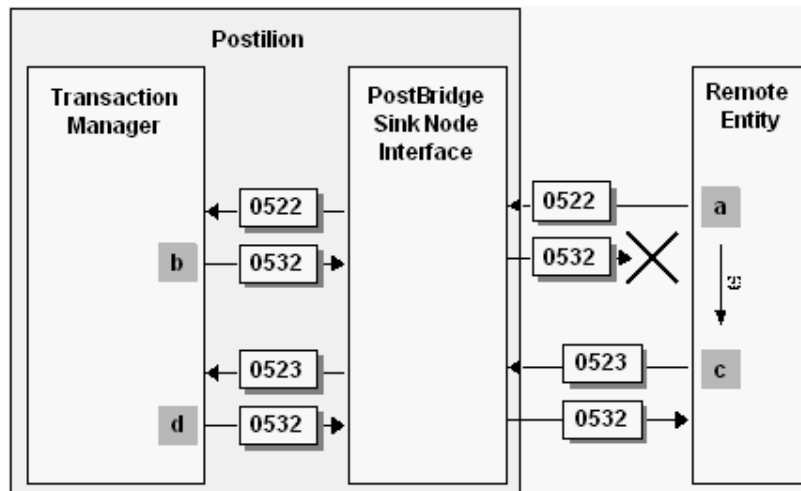 Postilion
Transaction
Manager
PostBridge
Sink Node
Interface
Remote
Entity
0522
0522
a
b
0532
0532
0523
0523
c
d
0532
0532